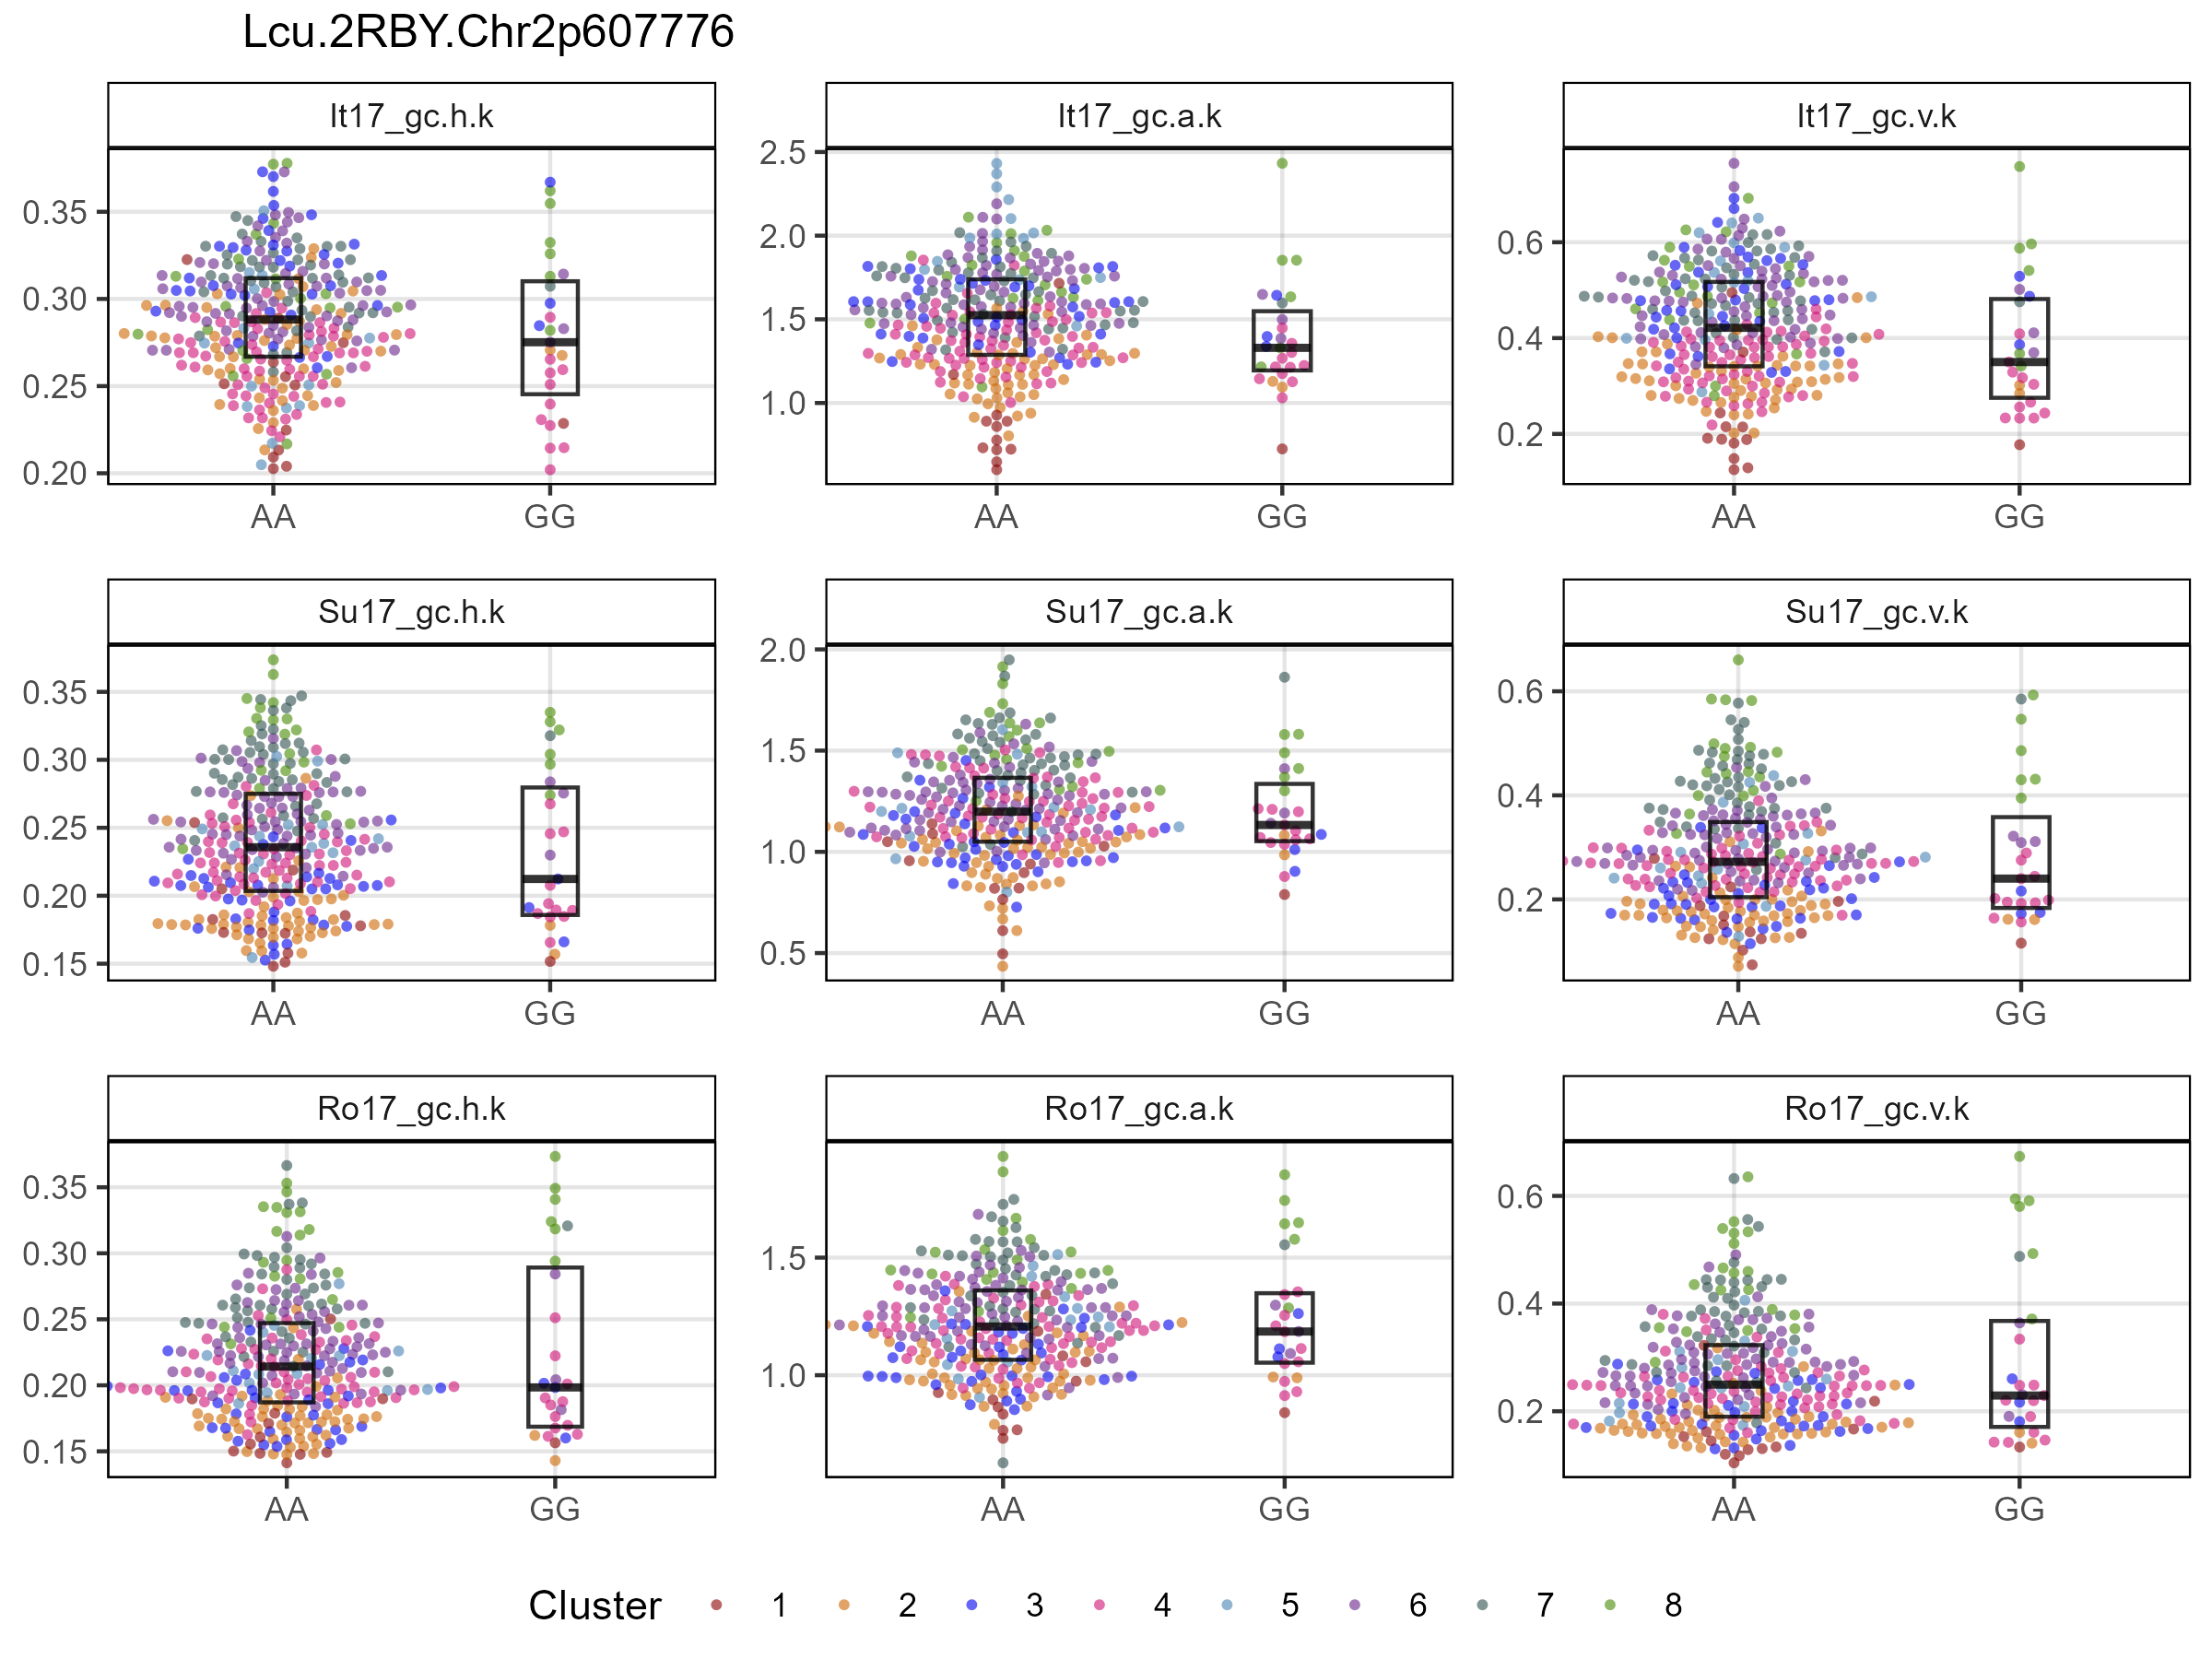 Lcu.2RBY.Chr2p607776
It17_gc.h.k
It17_gc.a.k
It17_gc.v.k
0.35
0.30
0.25
0.20
AA
GG
2.5
2.0
1.5
1.0
AA
GG
0.6
0.4
0.2
AA
GG
Su17_gc.h.k
Su17_gc.a.k
Su17_gc.v.k
0.35
0.30
0.25
0.20
0.15
AA
GG
2.0
1.5
1.0
0.5
AA
GG
0.6
0.4
0.2
AA
GG
Ro17_gc.h.k
Ro17_gc.a.k
Ro17_gc.v.k
0.35
0.30
0.25
0.20
0.15
AA
GG
1.5
1.0
AA
GG
0.6
0.4
0.2
AA
GG
Cluster 1 2 3 4 5 6 7 8